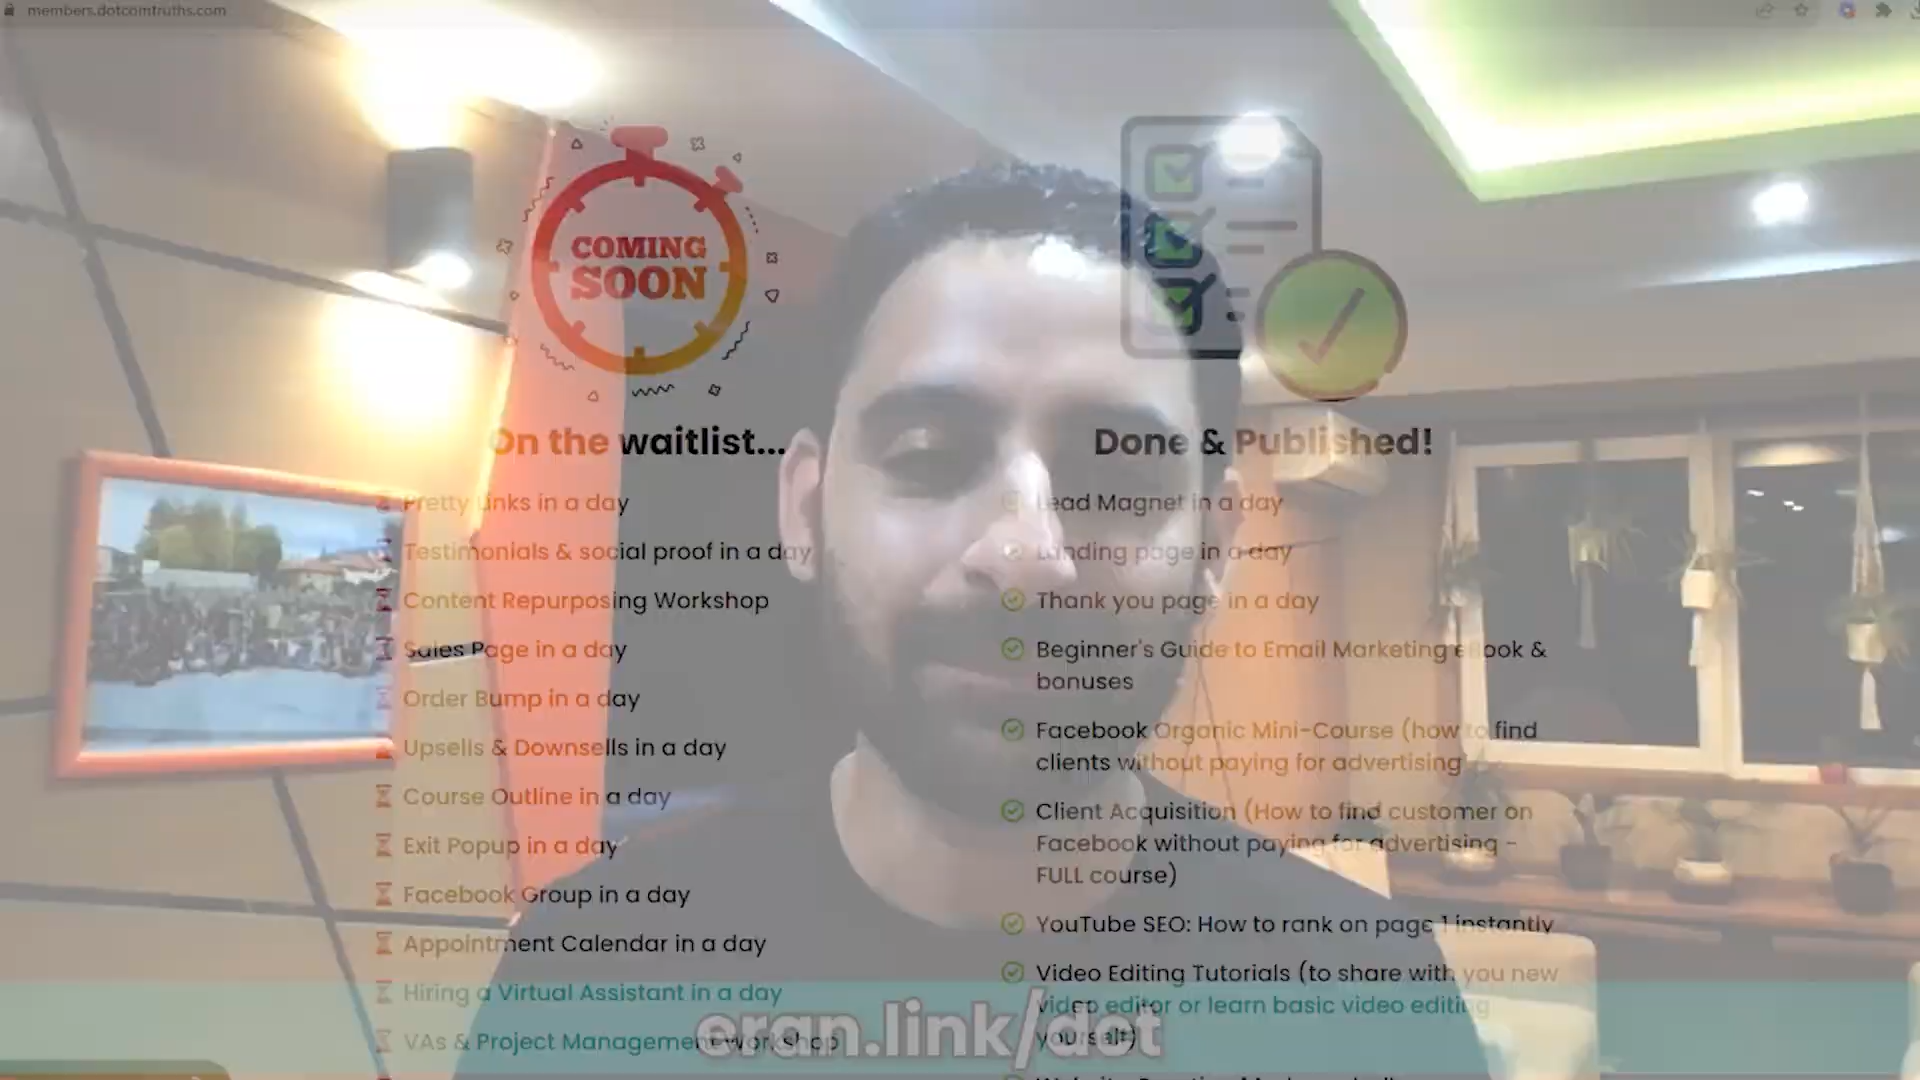 members.dotcomtruths.com
COMING
SOON
On the waitlist...
Pretty Links in a day
Testimonials & social proof in a day
Content Repurposing Workshop
Sales Page in a day
Order Bump in a day
Upsells & Downsells in a day
Course Outline in a day
Exit Popup in a day
Facebook Group in a day
Appointment Calendar in a day
Hiring a Virtual Assistant in a day
VAs & Project Management Workshop
Done & Published!
Lead Magnet in a day
Landing page in a day
Thank you page in a day
Beginner's Guide to Email Marketing eBook &
bonuses
Facebook Organic Mini-Course (how to find
clients without paying for advertising
Client Acquisition (How to find customer on
Facebook without paying for advertising -
FULL course)
YouTube SEO: How to rank on page 1 instantly
Video Editing Tutorials (to share with you new
video editor or learn basic video editing
yourself)
eran.link/dot